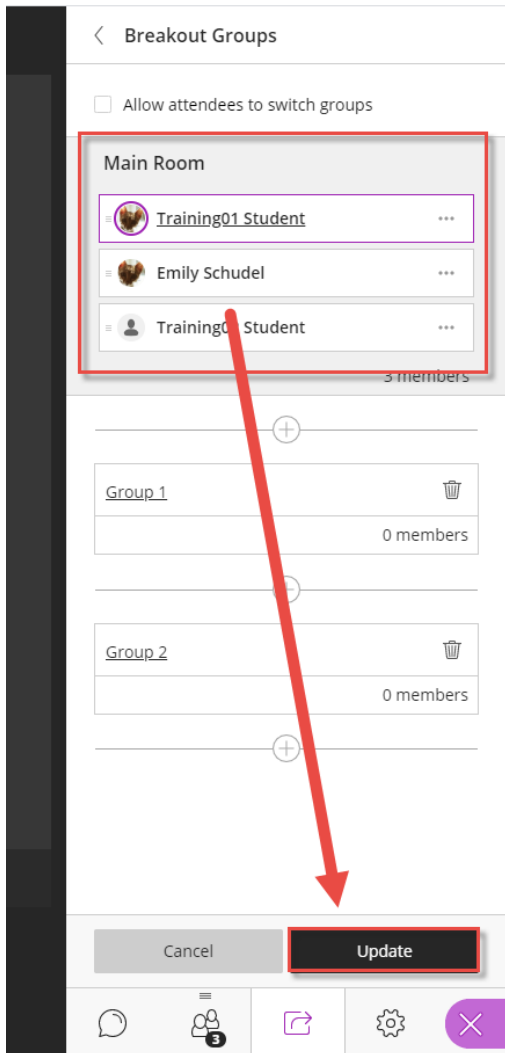 Breakout Groups
Allow attendees to switch groups
Main Room
Training01 Student
Emily Schudel
Student
3 members
Group 1
0 members
Group 2
0 members
Cancel
Update
3